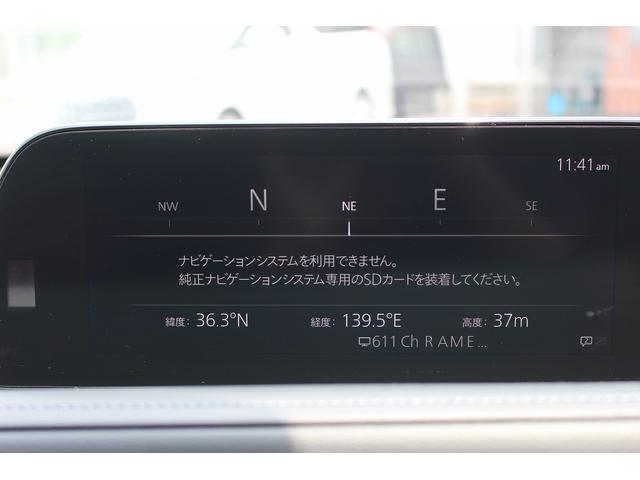 11:41 am
NW N NE E SE
ナビゲーションシステムを利用できません。
純正ナビゲーションシステム専用のSDカードを装着してください。
緯度: 36.3°N 経度: 139.5°E 高度: 37m
611 Ch R A M E ...